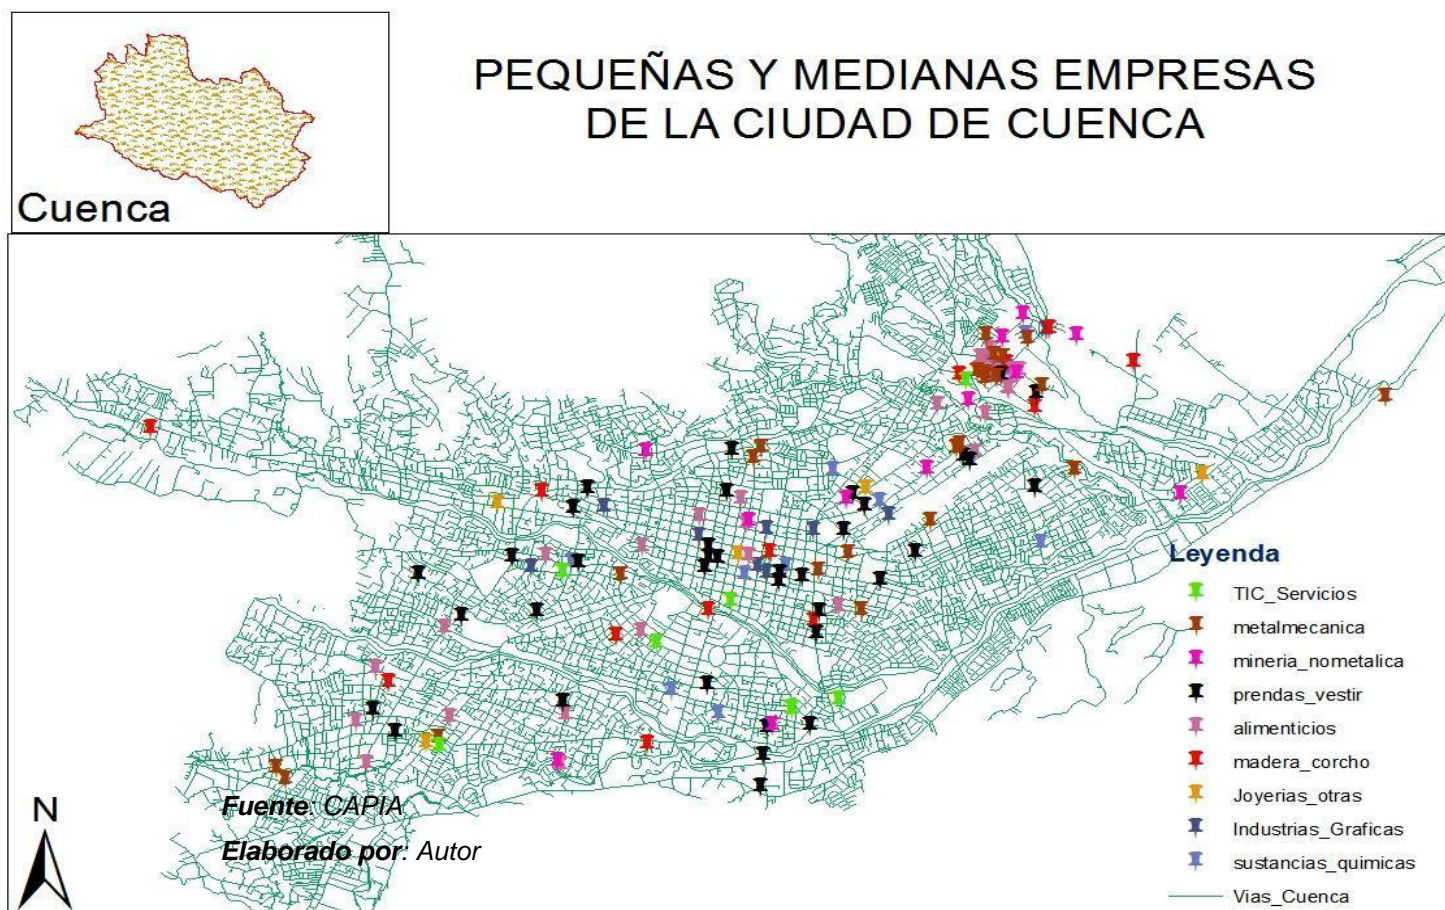 PEQUEÑAS Y MEDIANAS EMPRESAS
DE LA CIUDAD DE CUENCA
Cuenca
Leyenda
TIC_Servicios
metalmecanica
mineria_nometalica
prendas_vestir
alimenticios
madera_corcho
Joyerias_otras
Industrias_Graficas
sustancias_quimicas
Vias_Cuenca
N
Fuente: CAPIA
Elaborado por: Autor